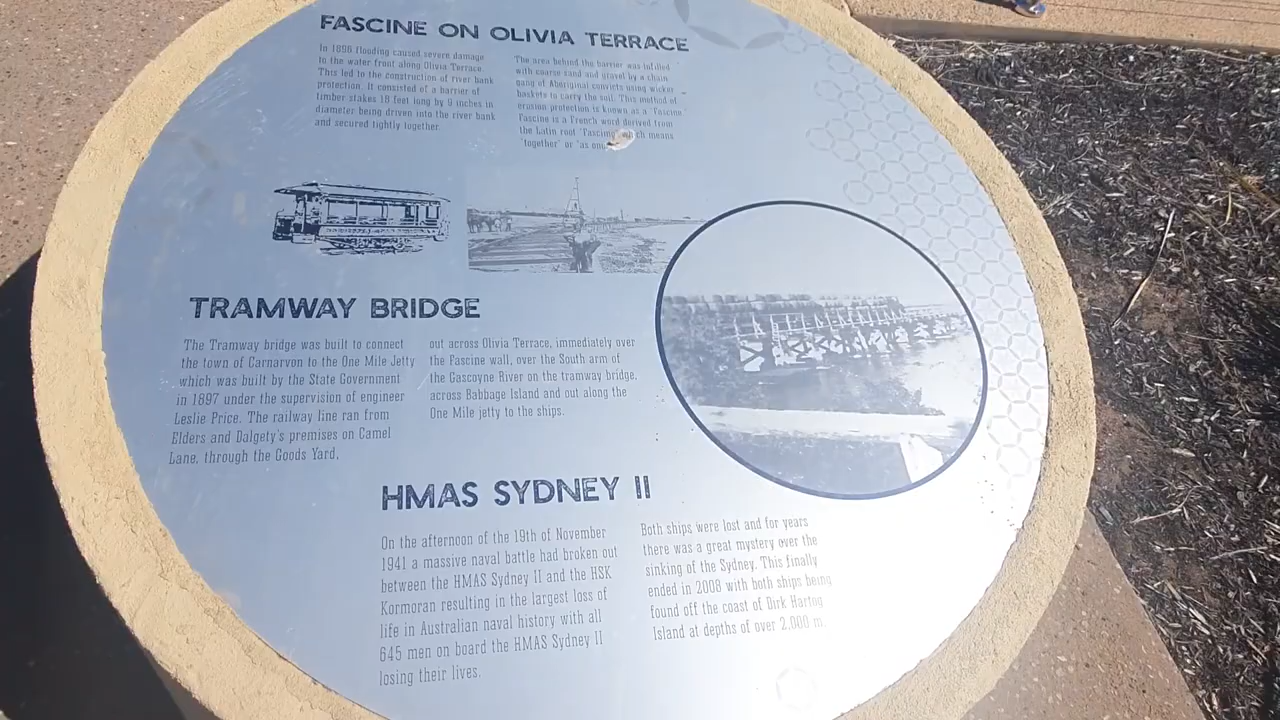 FASCINE ON OLIVIA TERRACE
In 1896 flooding caused severe damage
to the water front along Olivia Terrace.
This led to the construction of river bank
protection. It consisted of a barrier of
timber stakes 18 feet long by 9 inches in
diameter being driven into the river bank
and secured tightly together.
The area behind the barrier was infilled
with coarse sand and gravel by a chain
gang of Aboriginal convicts using wicker
baskets to carry the soil. This method of
erosion protection is known as a 'Fascine'
Fascine is a French word derived from
the Latin root 'Fascin means
"together" or "as one
TRAMWAY BRIDGE
The Tramway bridge was built to connect
the town of Carnarvon to the One Mile Jetty
which was built by the State Government
in 1897 under the supervision of engineer
Leslie Price. The railway line ran from
Elders and Dalgety's premises on Camel
Lane, through the Goods Yard,
out across Olivia Terrace, immediately over
the Fascine wall, over the South arm of
the Gascoyne River on the tramway bridge,
across Babbage Island and out along the
One Mile jetty to the ships.
HMAS SYDNEY II
On the afternoon of the 19th of November
1941 a massive naval battle had broken out
between the HMAS Sydney II and the HSK
Kormoran resulting in the largest loss of
life in Australian naval history with all
645 men on board the HMAS Sydney II
losing their lives.
Both ships were lost and for years
there was a great mystery over the
sinking of the Sydney. This finally
ended in 2008 with both ships being
found off the coast of Dirk Hartog
Island at depths of over 2,000 m.